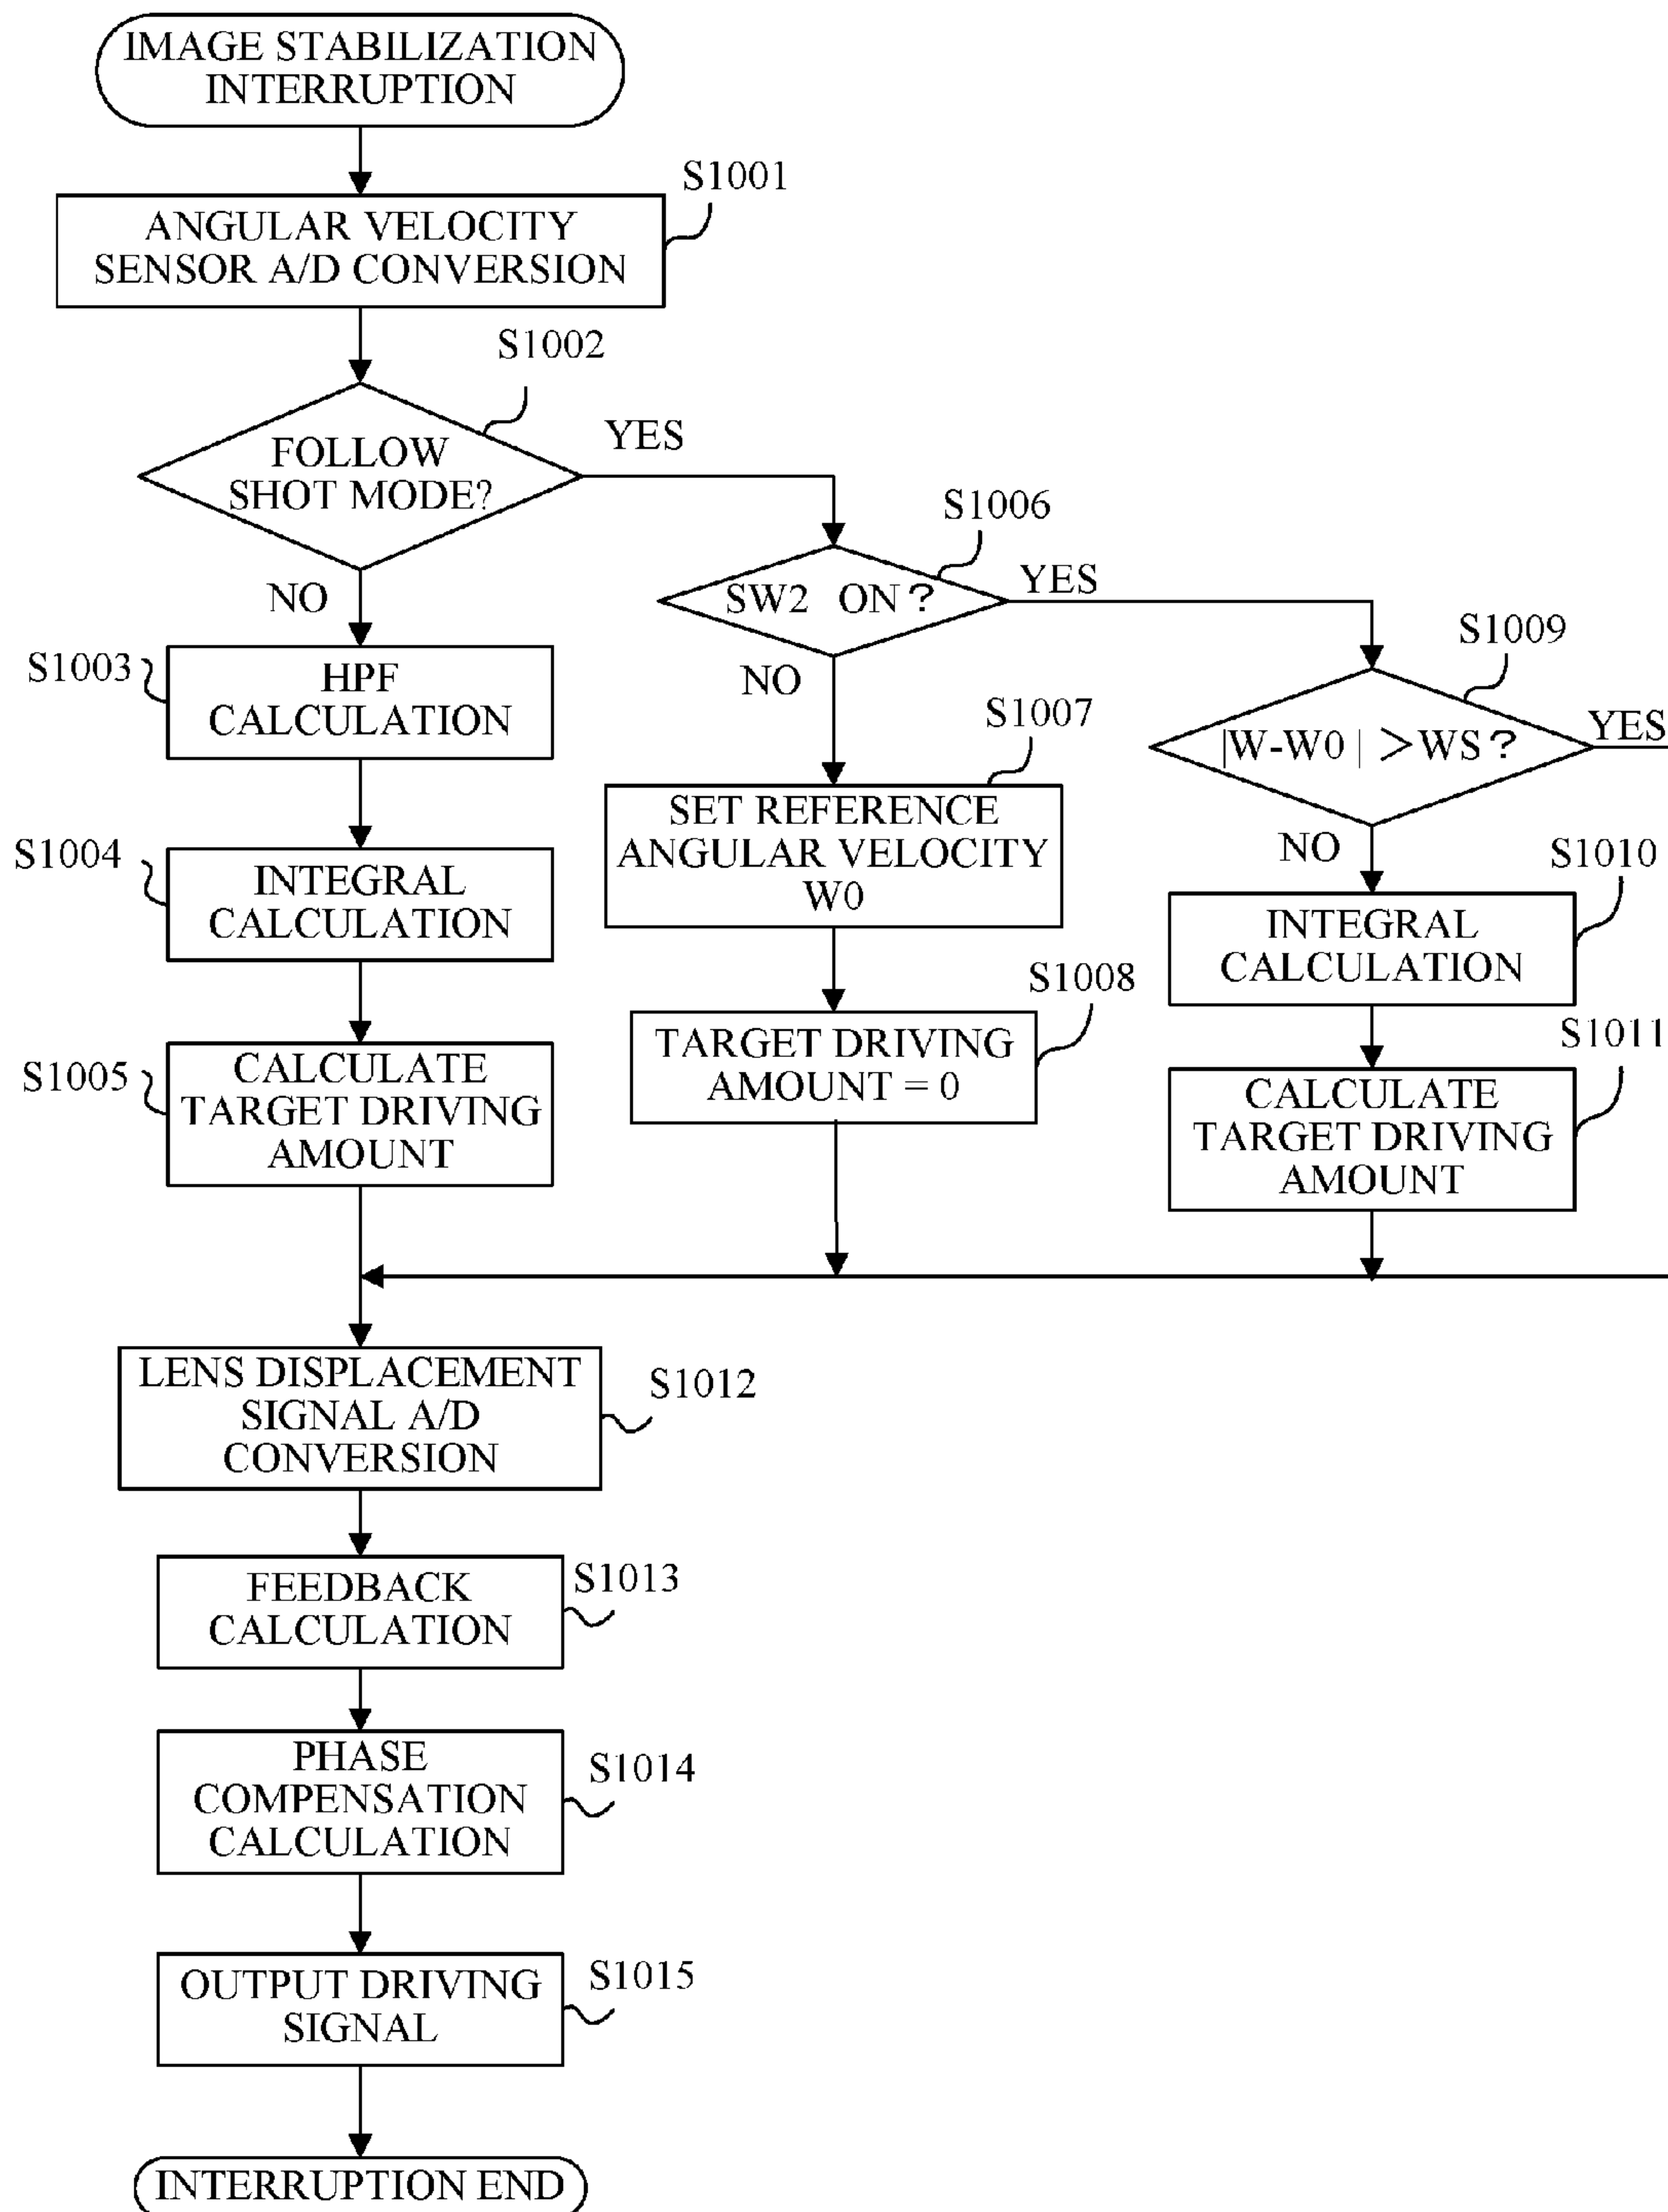 IMAGE STABILIZATION
INTERRUPTION
S1001
ANGULAR VELOCITY
SENSOR A/D CONVERSION
S1002
FOLLOW
SHOT MODE?
YES
NO
S1006
SW2 ON?
YES
NO
S1009
|W-W0| >WS?
YES
NO
S1003
HPF
CALCULATION
S1007
SET REFERENCE
ANGULAR VELOCITY
W0
S1004
INTEGRAL
CALCULATION
S1010
INTEGRAL
CALCULATION
S1008
TARGET DRIVING
AMOUNT = 0
S1005
CALCULATE
TARGET DRIVING
AMOUNT
S1011
CALCULATE
TARGET DRIVING
AMOUNT
LENS DISPLACEMENT
SIGNAL A/D
CONVERSION
S1012
FEEDBACK
CALCULATION
S1013
PHASE
COMPENSATION
CALCULATION
S1014
OUTPUT DRIVING
SIGNAL
S1015
INTERRUPTION END